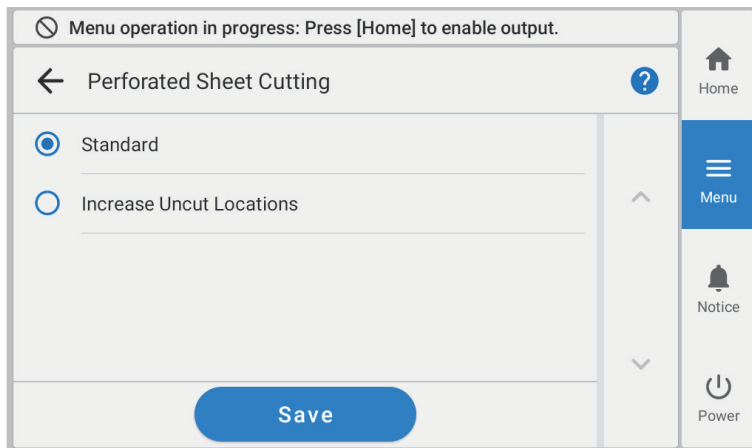 Menu operation in progress: Press [Home] to enable output.
Perforated Sheet Cutting
?
Standard
Increase Uncut Locations
Save
Home
Menu
Notice
Power